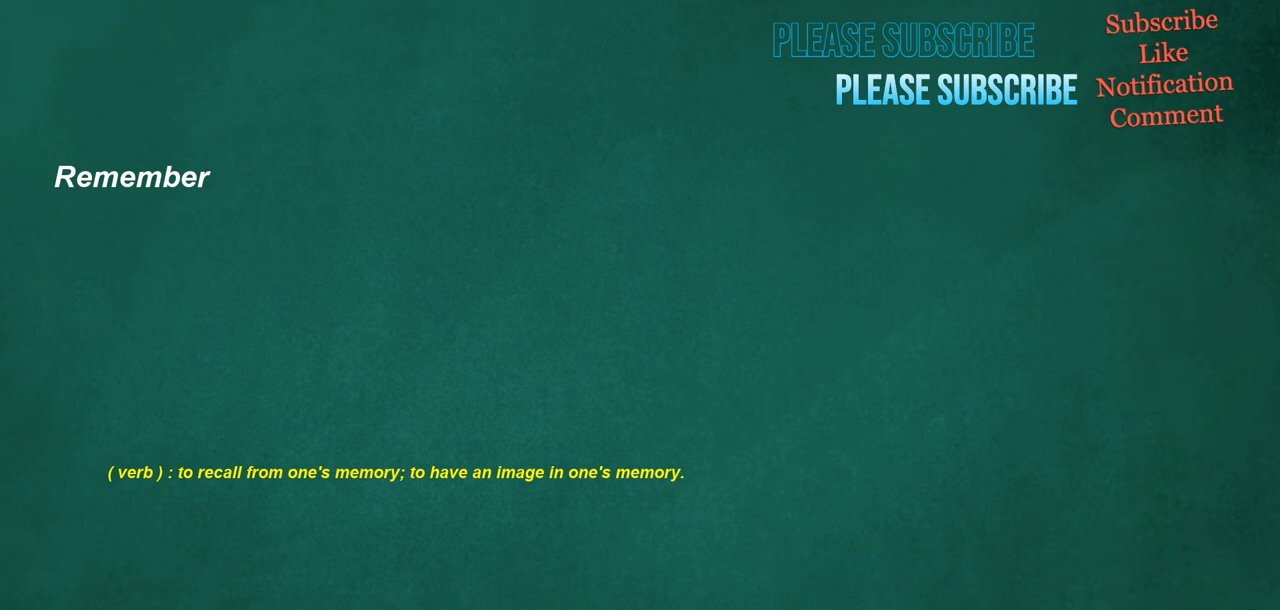 PLEASE SUBSCRIBE
PLEASE SUBSCRIBE
Subscribe
Like
Notification
Comment
Remember
( verb ) : to recall from one's memory; to have an image in one's memory.